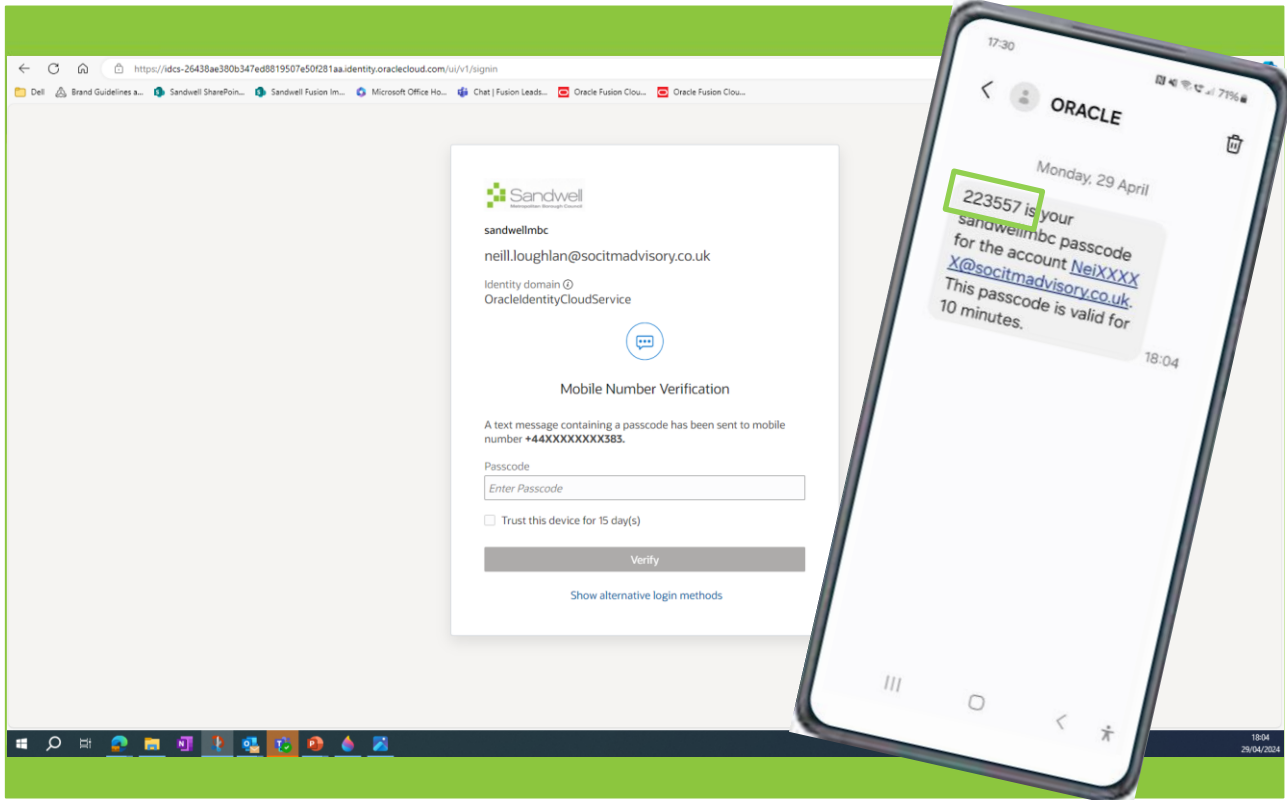 https://idcs-26438ae380b347ed8819507e50f281aa.identity.oraclecloud.com/ui/v1/signin
Dell
Brand Guidelines a...
Sandwell SharePoin...
Sandwell Fusion Im...
Microsoft Office Ho...
Chat | Fusion Leads...
Oracle Fusion Clou...
Oracle Fusion Clou...
Sandwell
Metropolitan Borough Council
sandwellmbc
neill.loughlan@socitmadvisory.co.uk
Identity domain
OracleIdentityCloudService
Mobile Number Verification
A text message containing a passcode has been sent to mobile
number +44XXXXXXXX383.
Passcode
Enter Passcode
Trust this device for 15 day(s)
Verify
Show alternative login methods
17:30
71%
ORACLE
Monday, 29 April
223557 is your
sandwellmbc passcode
for the account NeiXXXX
X@socitmadvisory.co.uk.
This passcode is valid for
10 minutes.
18:04
18:04
29/04/2024